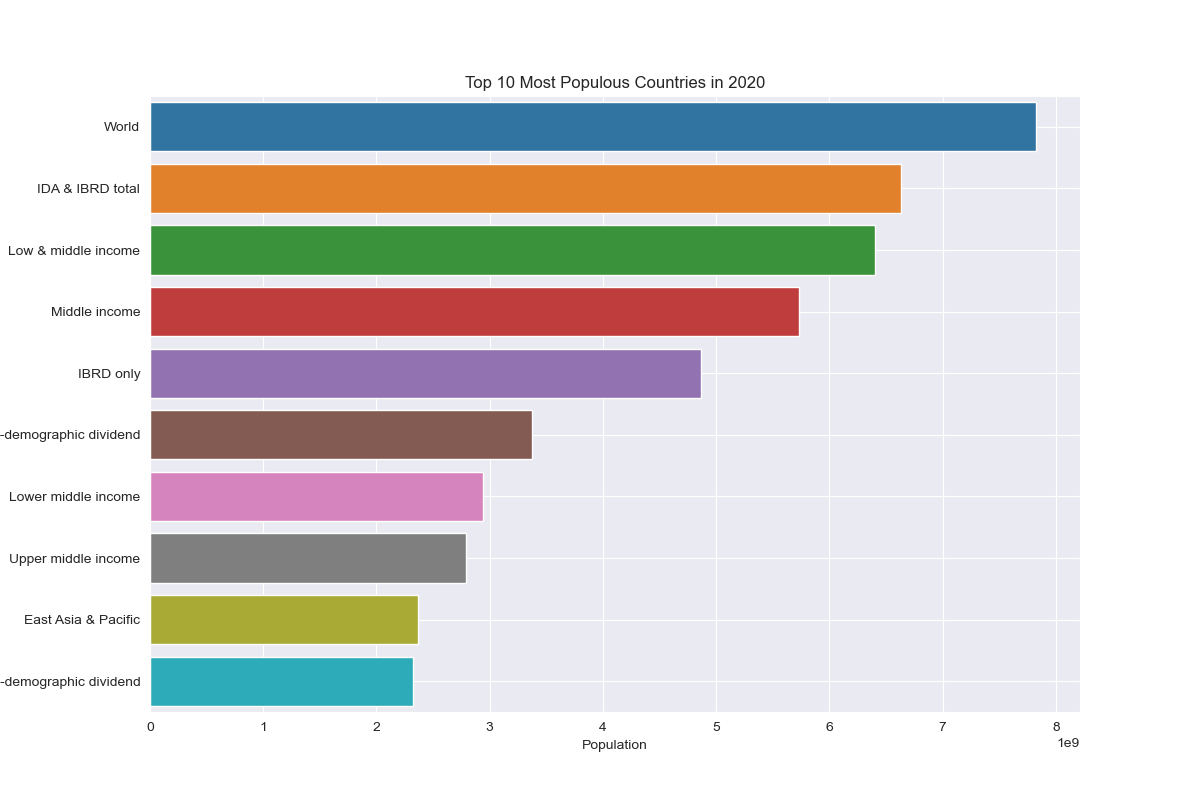 Top 10 Most Populous Countries in 2020
World
IDA & IBRD total
Low & middle income
Middle income
IBRD only
-demographic dividend
Lower middle income
Upper middle income
East Asia & Pacific
-demographic dividend
0 1 2 3 4 5 6 7 8
1e9
Population